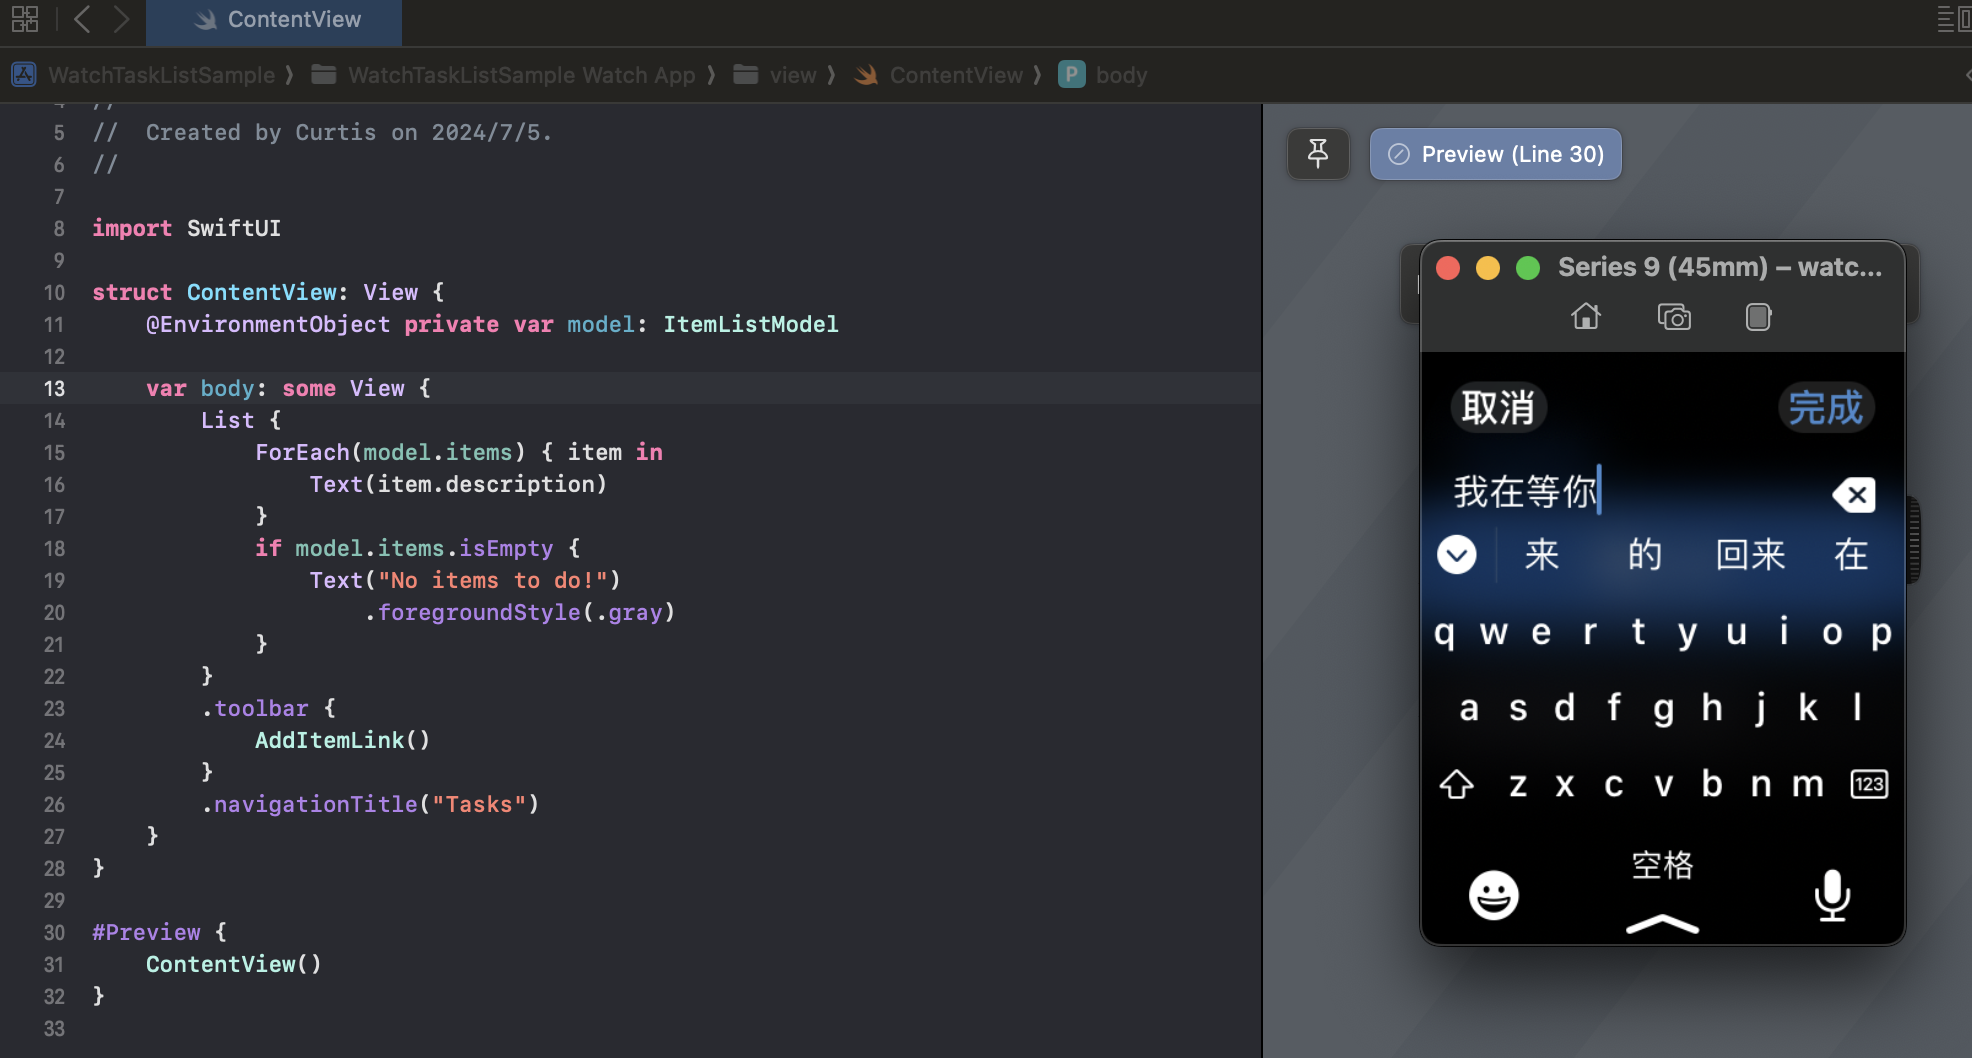 ContentView
WatchTaskListSample ❭ WatchTaskListSample Watch App ❭ view ❭ ContentView ❭ P body
4 //
5 //  Created by Curtis on 2024/7/5.
6 //
7
8 import SwiftUI
9
10 struct ContentView: View {
11     @EnvironmentObject private var model: ItemListModel
12
13     var body: some View {
14         List {
15             ForEach(model.items) { item in
16                 Text(item.description)
17             }
18             if model.items.isEmpty {
19                 Text("No items to do!")
20                     .foregroundStyle(.gray)
21             }
22         }
23         .toolbar {
24             AddItemLink()
25         }
26         .navigationTitle("Tasks")
27     }
28 }
29
30 #Preview {
31     ContentView()
32 }
33
Preview (Line 30)
Series 9 (45mm) – watc...
取消 完成
我在等你
来 的 回来 在
q w e r t y u i o p
a s d f g h j k l
z x c v b n m 123
空格